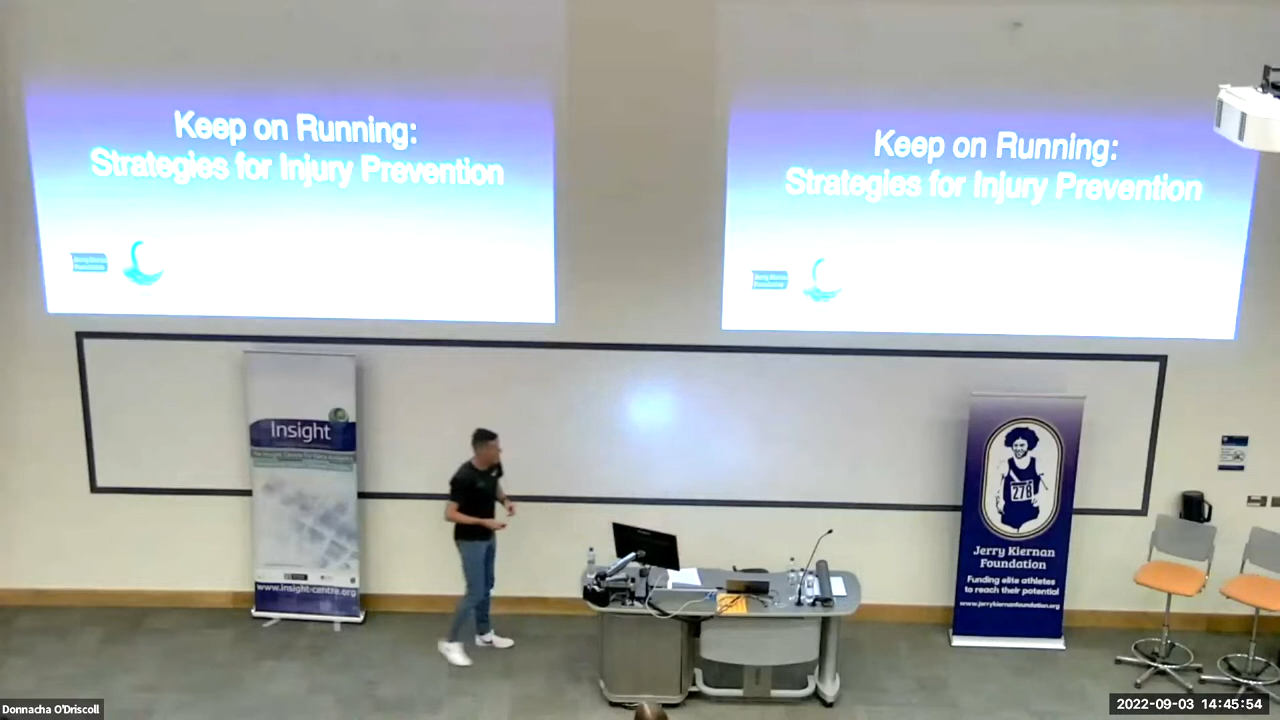 Keep on Running:
Strategies for Injury Prevention
Keep on Running:
Strategies for Injury Prevention
Insight
www.insight-centre.org
278
Jerry Kiernan
Foundation
Funding elite athletes
to reach their potential
www.jerrykiernanfoundation.org
Donnacha O'Driscoll
2022-09-03 14:45:54